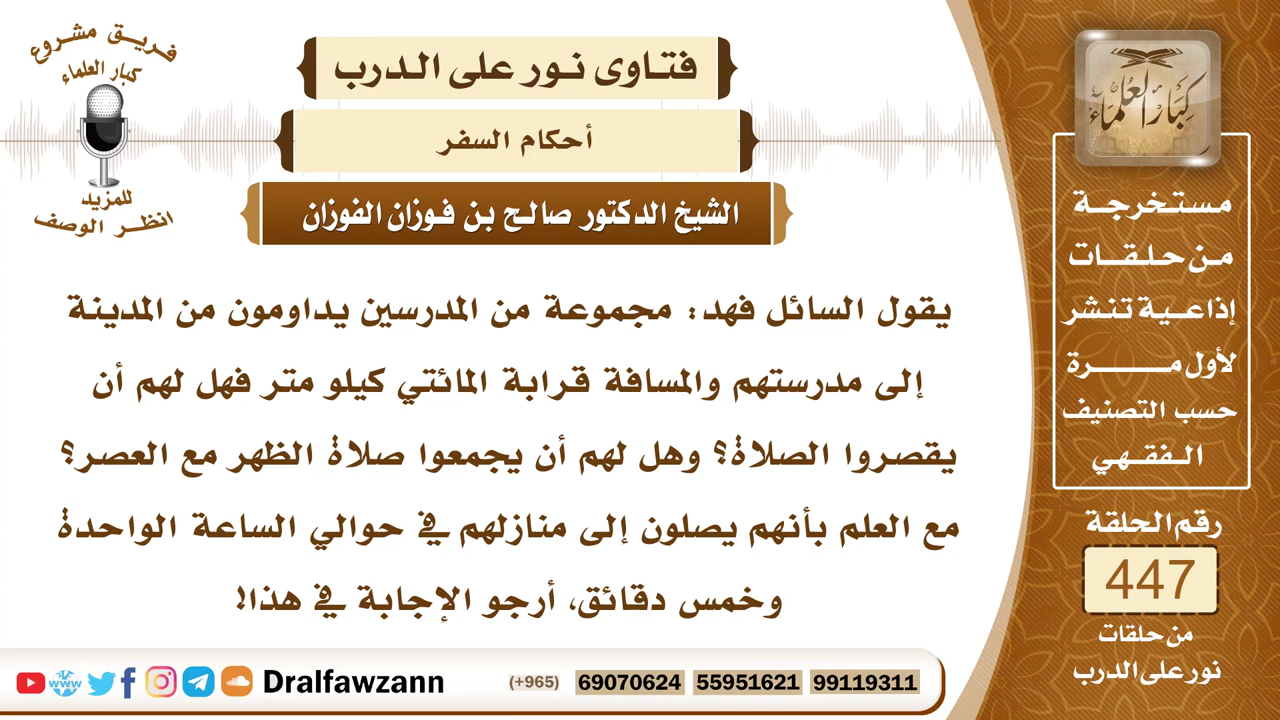 فريق مشروع
كبار العلماء
للمزيد
انظر الوصف
فتاوى نور على الدرب
أحكام السفر
الشيخ الدكتور صالح بن فوزان الفوزان
يقول السائل فهد: مجموعة من المدرسين يداومون من المدينة
إلى مدرستهم والمسافة قرابة المائتي كيلو متر فهل لهم أن
يقصروا الصلاة؟ وهل لهم أن يجمعوا صلاة الظهر مع العصر؟
مع العلم بأنهم يصلون إلى منازلهم في حوالي الساعة الواحدة
وخمس دقائق، أرجو الإجابة في هذا!
كبار العلماء
مستخرجة
من حلقات
إذاعية تنشر
لأول مرة
حسب التصنيف
الفقهي
رقم الحلقة
447
من حلقات
نور على الدرب
www
Dralfawzann
(+965) 69070624 55951621 99119311